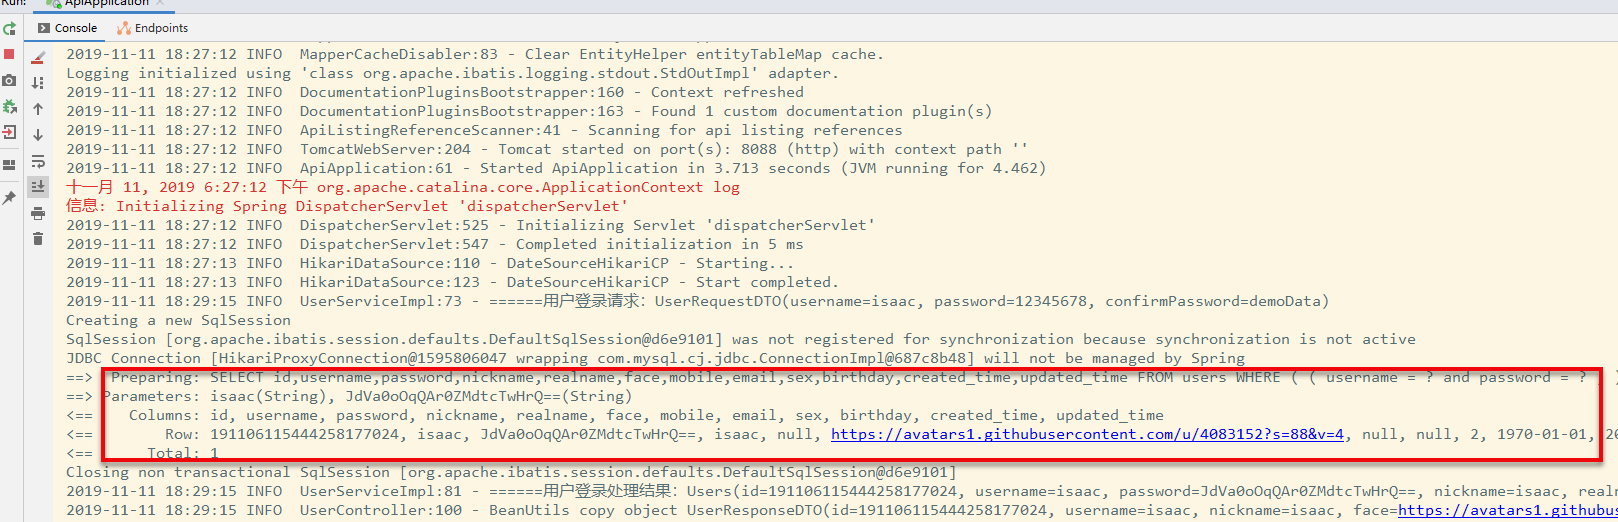 Run: ApiApplication
Console Endpoints
2019-11-11 18:27:12 INFO  MapperCacheDisabler:83 - Clear EntityHelper entityTableMap cache.
Logging initialized using 'class org.apache.ibatis.logging.stdout.StdOutImpl' adapter.
2019-11-11 18:27:12 INFO  DocumentationPluginsBootstrapper:160 - Context refreshed
2019-11-11 18:27:12 INFO  DocumentationPluginsBootstrapper:163 - Found 1 custom documentation plugin(s)
2019-11-11 18:27:12 INFO  ApiListingReferenceScanner:41 - Scanning for api listing references
2019-11-11 18:27:12 INFO  TomcatWebServer:204 - Tomcat started on port(s): 8088 (http) with context path ''
2019-11-11 18:27:12 INFO  ApiApplication:61 - Started ApiApplication in 3.713 seconds (JVM running for 4.462)
十一月 11, 2019 6:27:12 下午 org.apache.catalina.core.ApplicationContext log
信息: Initializing Spring DispatcherServlet 'dispatcherServlet'
2019-11-11 18:27:12 INFO  DispatcherServlet:525 - Initializing Servlet 'dispatcherServlet'
2019-11-11 18:27:12 INFO  DispatcherServlet:547 - Completed initialization in 5 ms
2019-11-11 18:27:13 INFO  HikariDataSource:110 - DateSourceHikariCP - Starting...
2019-11-11 18:27:13 INFO  HikariDataSource:123 - DateSourceHikariCP - Start completed.
2019-11-11 18:29:15 INFO  UserServiceImpl:73 - ======用户登录请求: UserRequestDTO(username=isaac, password=12345678, confirmPassword=demoData)
Creating a new SqlSession
SqlSession [org.apache.ibatis.session.defaults.DefaultSqlSession@d6e9101] was not registered for synchronization because synchronization is not active
JDBC Connection [HikariProxyConnection@1595806047 wrapping com.mysql.cj.jdbc.ConnectionImpl@687c8b48] will not be managed by Spring
==>  Preparing: SELECT id,username,password,nickname,realname,face,mobile,email,sex,birthday,created_time,updated_time FROM users WHERE ( ( username = ? and password = ? ) )
==> Parameters: isaac(String), JdVa0oOqQAr0ZMdtcTwHrQ==(String)
<==    Columns: id, username, password, nickname, realname, face, mobile, email, sex, birthday, created_time, updated_time
<==        Row: 191106115444258177024, isaac, JdVa0oOqQAr0ZMdtcTwHrQ==, isaac, null, https://avatars1.githubusercontent.com/u/4083152?s=88&v=4, null, null, 2, 1970-01-01, 20
<==      Total: 1
Closing non transactional SqlSession [org.apache.ibatis.session.defaults.DefaultSqlSession@d6e9101]
2019-11-11 18:29:15 INFO  UserServiceImpl:81 - ======用户登录处理结果: Users(id=191106115444258177024, username=isaac, password=JdVa0oOqQAr0ZMdtcTwHrQ==, nickname=isaac, realn
2019-11-11 18:29:15 INFO  UserController:100 - BeanUtils copy object UserResponseDTO(id=191106115444258177024, username=isaac, nickname=isaac, face=https://avatars1.githubus